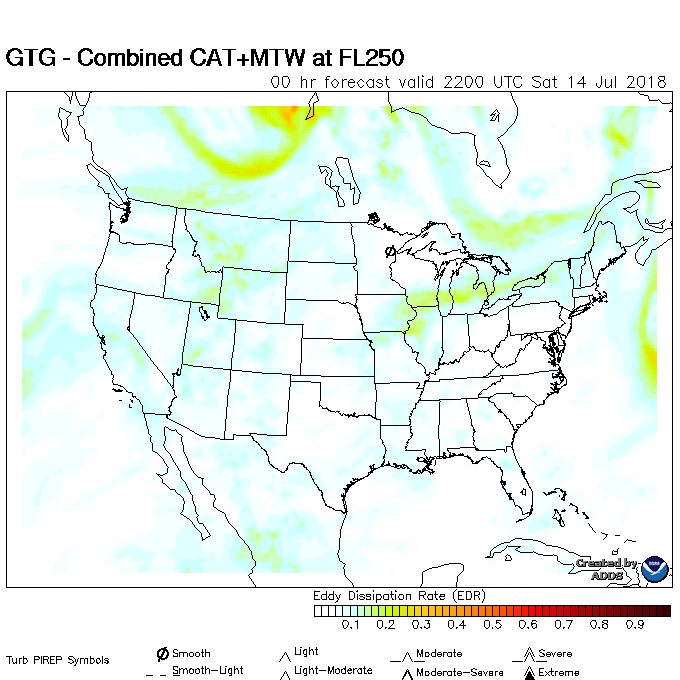 GTG - Combined CAT+MTW at FL250
00 hr forecast valid 2200 UTC Sat 14 Jul 2018
Created by
ADDS
Eddy Dissipation Rate (EDR)
0.1 0.2 0.3 0.4 0.5 0.6 0.7 0.8 0.9
Turb PIREP Symbols
Smooth
Light
Moderate
Severe
Smooth-Light
Light-Moderate
Moderate-Severe
Extreme